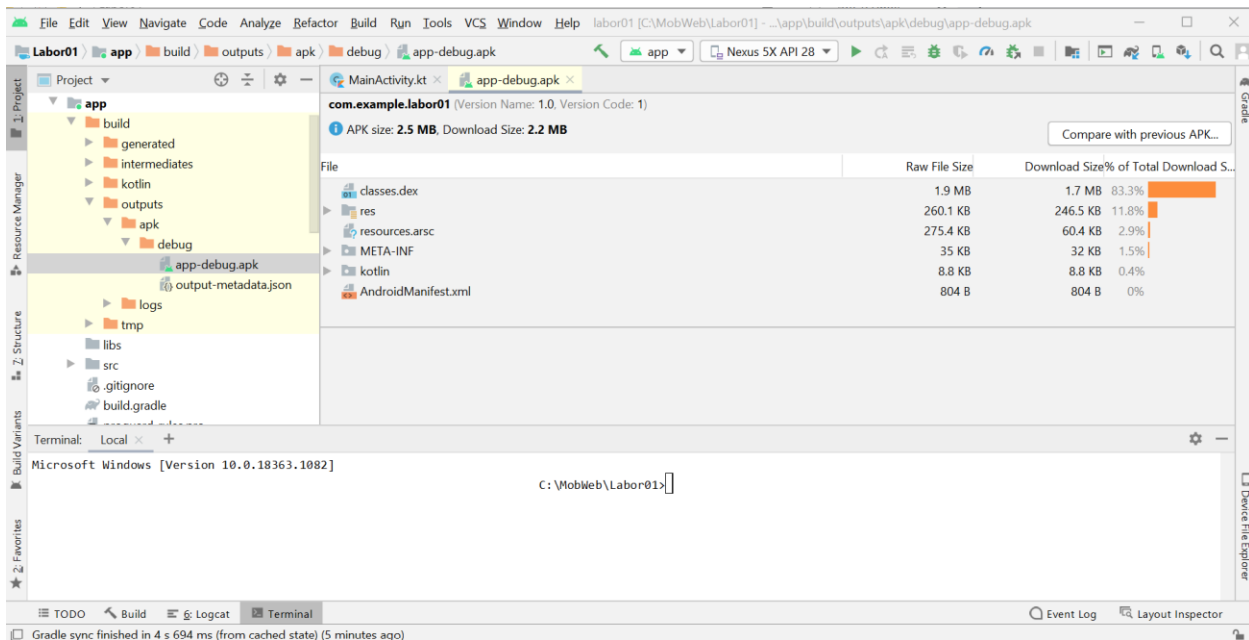 File Edit View Navigate Code Analyze Refactor Build Run Tools VCS Window Help labor01 [C:\MobWeb\Labor01] - ...\app\build\outputs\apk\debug\app-debug.apk
Labor01 app build outputs apk debug app-debug.apk app Nexus 5X API 28
1: Project
Resource Manager
7: Structure
Build Variants
2: Favorites
Project
app
build
generated
intermediates
kotlin
outputs
apk
debug
app-debug.apk
output-metadata.json
logs
tmp
libs
src
.gitignore
build.gradle
MainActivity.kt app-debug.apk
com.example.labor01 (Version Name: 1.0, Version Code: 1)
APK size: 2.5 MB, Download Size: 2.2 MB
Compare with previous APK...
File Raw File Size Download Size % of Total Download S...
classes.dex 1.9 MB 1.7 MB 83.3%
res 260.1 KB 246.5 KB 11.8%
resources.arsc 275.4 KB 60.4 KB 2.9%
META-INF 35 KB 32 KB 1.5%
kotlin 8.8 KB 8.8 KB 0.4%
AndroidManifest.xml 804 B 804 B 0%
Gradle
Device File Explorer
Terminal: Local +
Microsoft Windows [Version 10.0.18363.1082]
C:\MobWeb\Labor01>
TODO Build 6: Logcat Terminal Event Log Layout Inspector
Gradle sync finished in 4 s 694 ms (from cached state) (5 minutes ago)